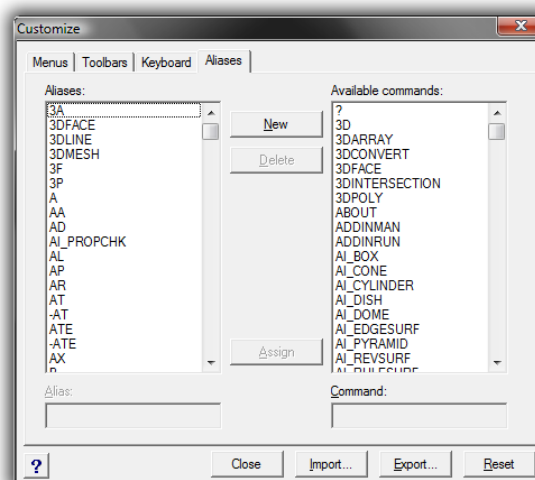 Customize
Menus Toolbars Keyboard Aliases
Aliases:
3A
3DFACE
3DLINE
3DMESH
3F
3P
A
AA
AD
AI_PROPCHK
AL
AP
AR
AT
-AT
ATE
-ATE
AX
New
Delete
Assign
Available commands:
?
3D
3DARRAY
3DCONVERT
3DFACE
3DINTERSECTION
3DPOLY
ABOUT
ADDINMAN
ADDINRUN
AI_BOX
AI_CONE
AI_CYLINDER
AI_DISH
AI_DOME
AI_EDGESURF
AI_PYRAMID
AI_REVSURF
AI_RULESURF
Alias:
Command:
? Close Import... Export... Reset